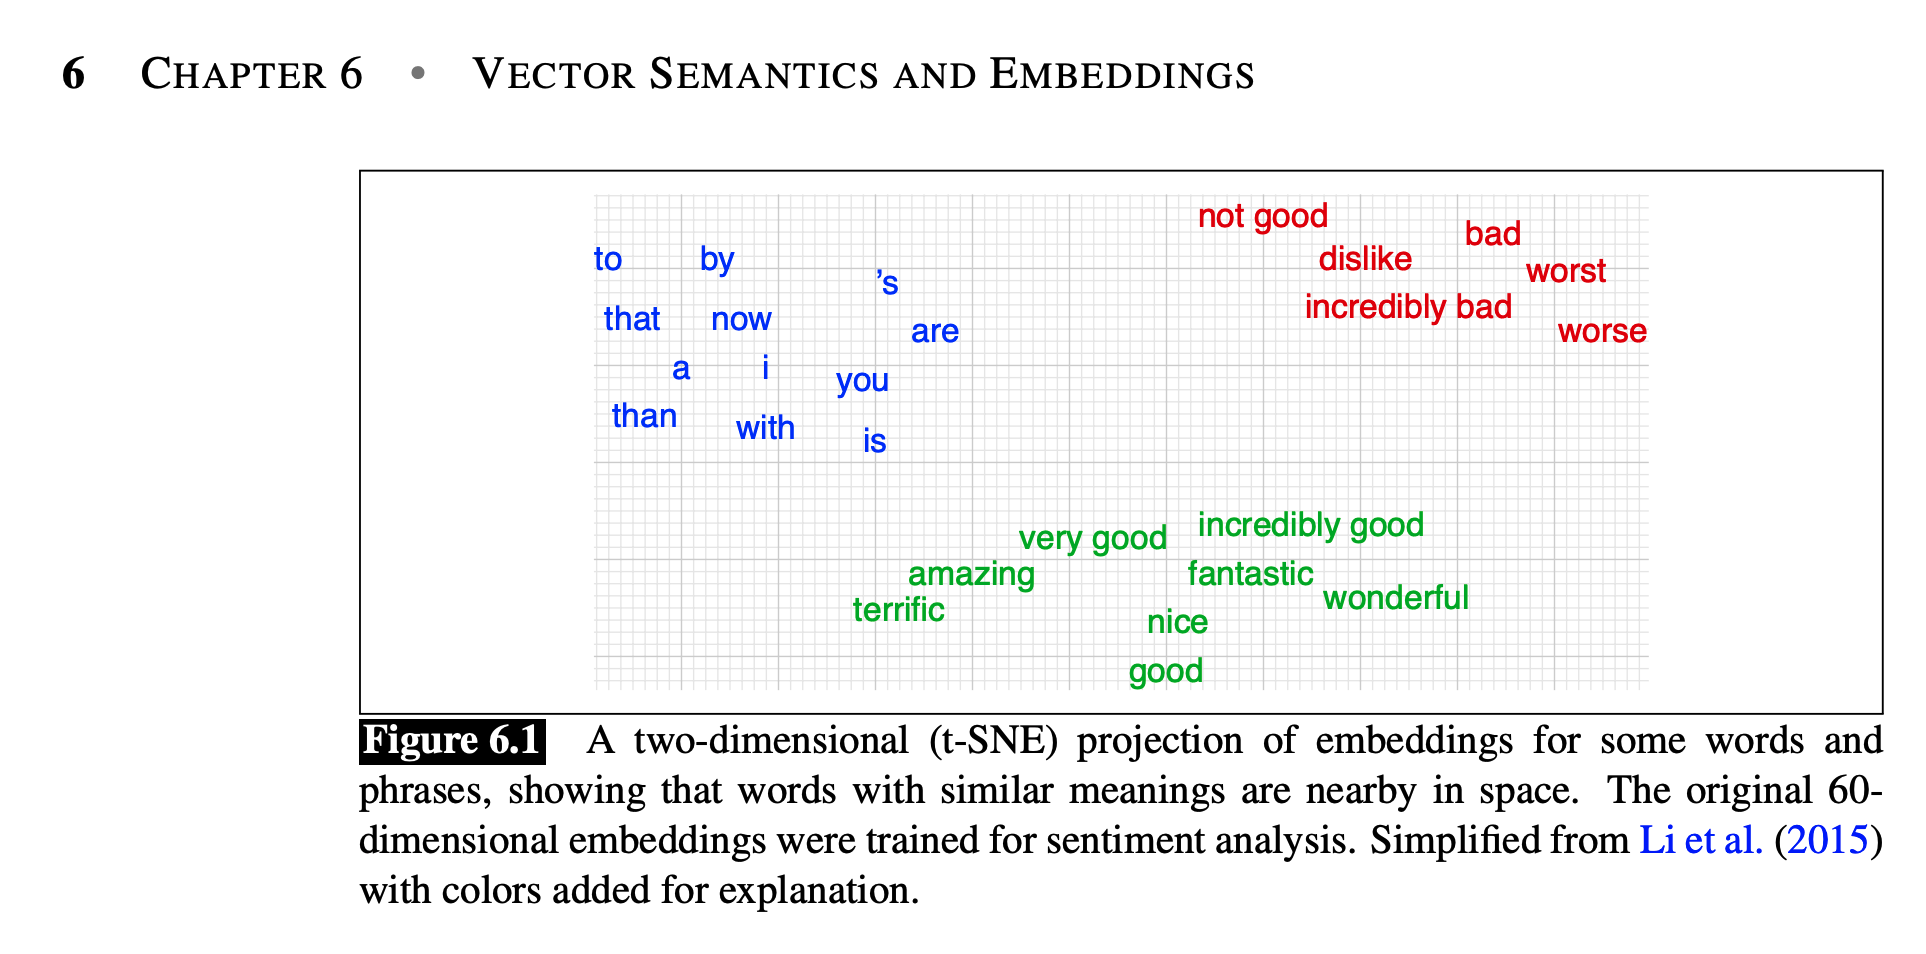 6 CHAPTER 6 • VECTOR SEMANTICS AND EMBEDDINGS
not good
bad
to by dislike
's worst
that now incredibly bad
are worse
a i you
than with is
very good incredibly good
amazing fantastic
terrific wonderful
nice
good
Figure 6.1 A two-dimensional (t-SNE) projection of embeddings for some words and
phrases, showing that words with similar meanings are nearby in space. The original 60-
dimensional embeddings were trained for sentiment analysis. Simplified from Li et al. (2015)
with colors added for explanation.